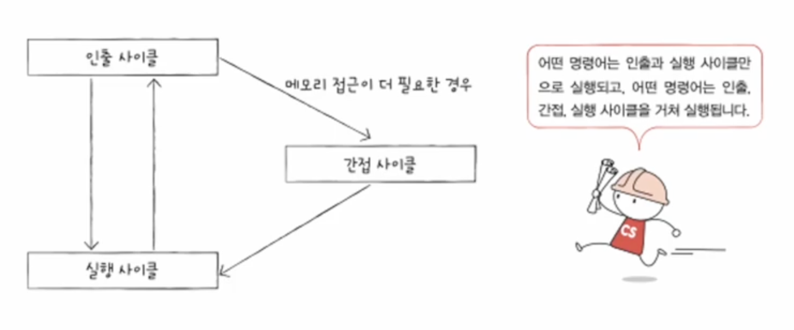 인출 사이클
메모리 접근이 더 필요한 경우
간접 사이클
실행 사이클
어떤 명령어는 인출과 실행 사이클만
으로 실행되고, 어떤 명령어는 인출,
간접, 실행 사이클을 거쳐 실행됩니다.
CS